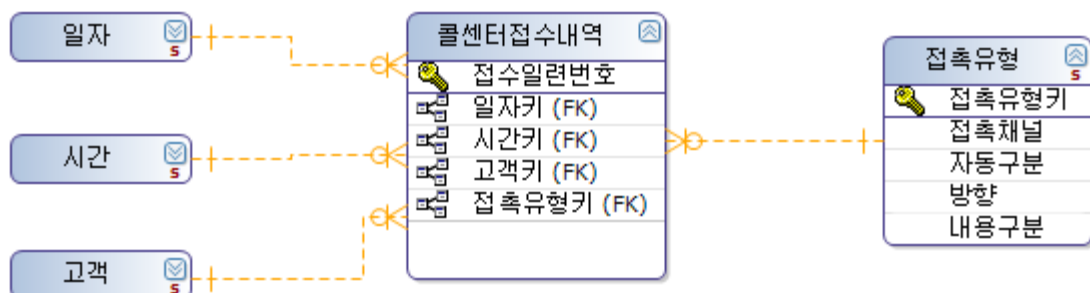 일자
S
시간
S
고객
S
콜센터접수내역
접수일련번호
일자키 (FK)
시간키 (FK)
고객키 (FK)
접촉유형키 (FK)
접촉유형
S
접촉유형키
접촉채널
자동구분
방향
내용구분